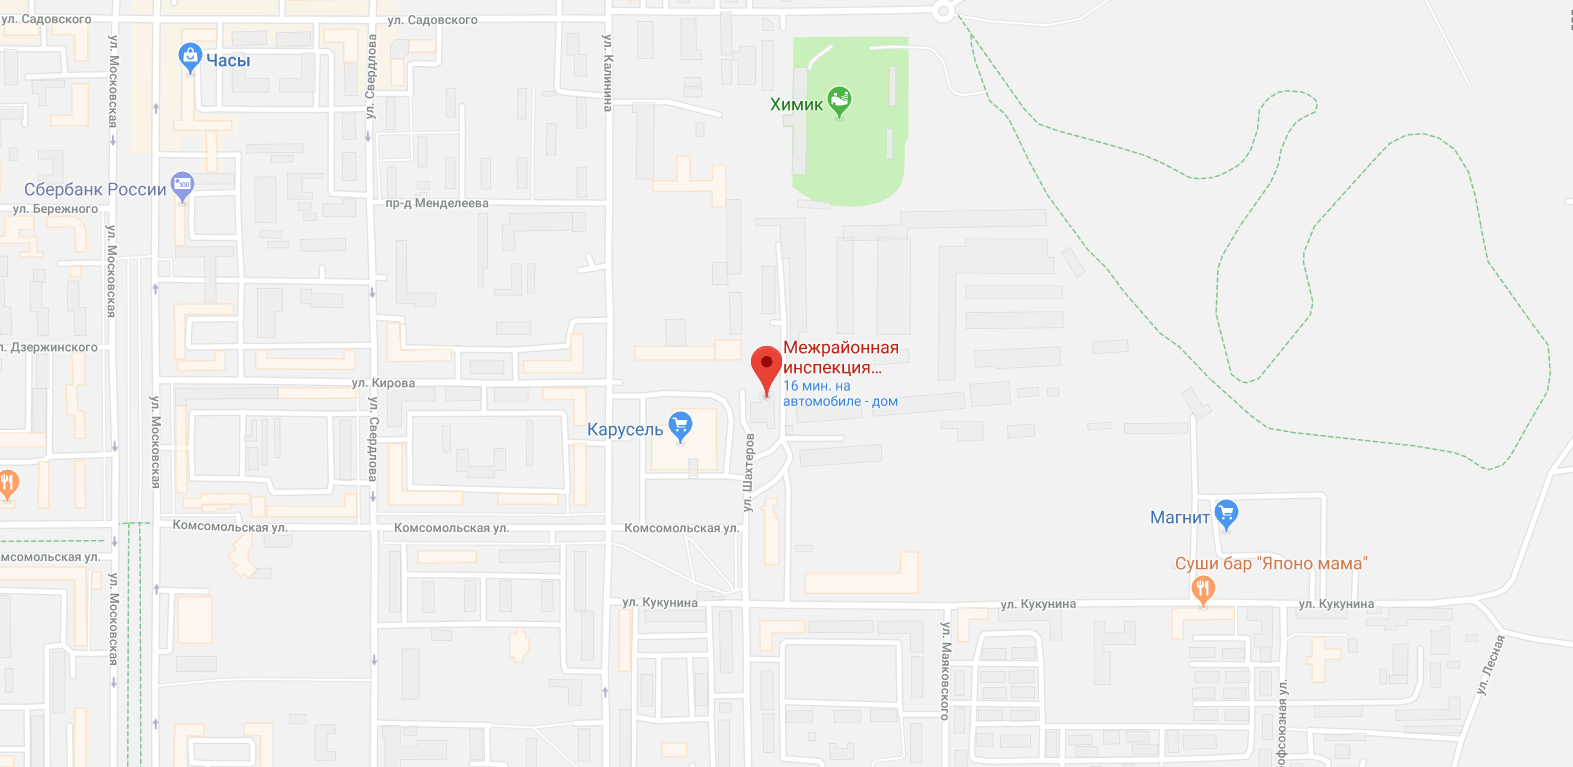 ул. Садовского
ул. Садовского
ул. Московская
ул. Свердлова
ул. Калинина
Часы
Химик
Сбербанк России
100
ул. Бережного
пр-д Менделеева
ул. Московская
л. Дзержинского
Межрайонная
инспекция...
16 мин. на
автомобиле - дом
ул. Кирова
ул. Московская
ул. Свердлова
Карусель
ул. Шахтеров
Магнит
Комсомольская ул.
Комсомольская ул.
Комсомольская ул.
мсомольская ул.
Суши бар "Японо мама"
ул. Московская
ул. Кукунина
ул. Кукунина
ул. Кукунина
ул. Маяковского
ул. Лесная
офсоюзная ул.